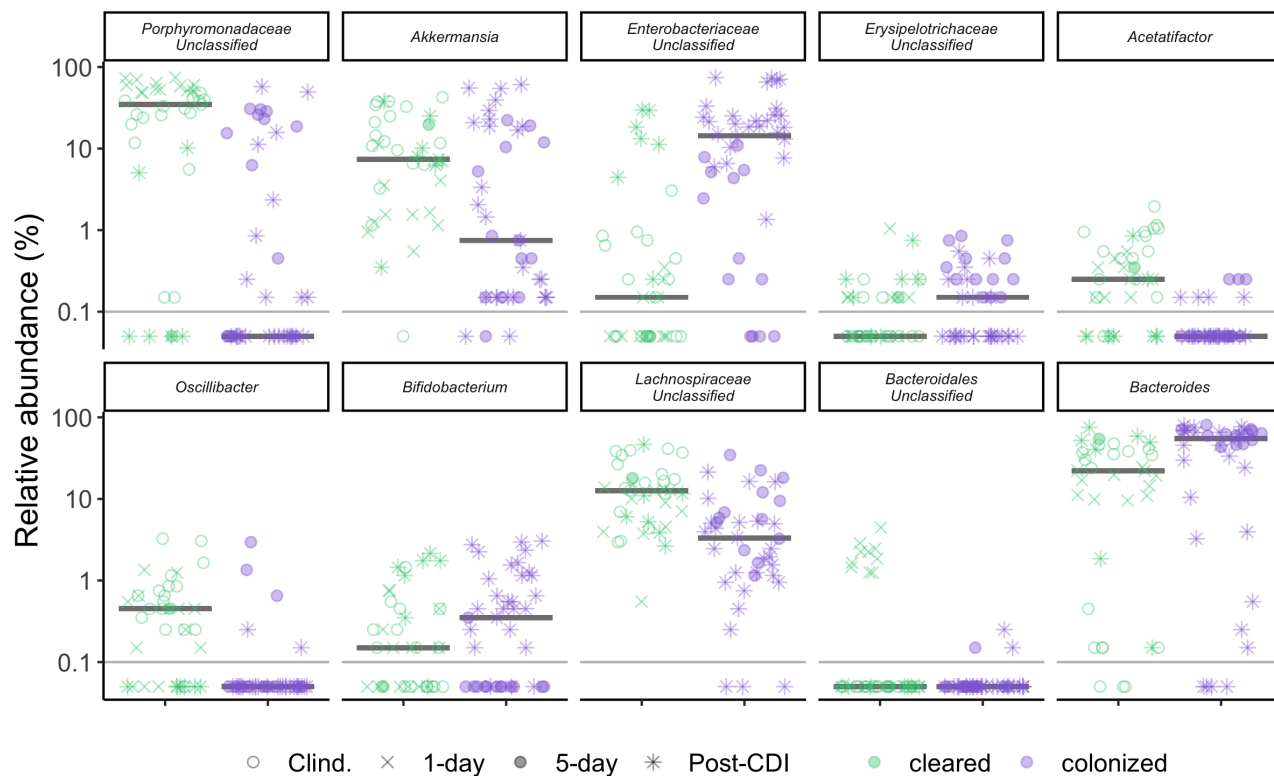 Porphyromonadaceae
Unclassified
Akkermansia
Enterobacteriaceae
Unclassified
Erysipelotrichaceae
Unclassified
Acetatifactor
100
10
1
0.1
Relative abundance (%)
Oscillibacter
Bifidobacterium
Lachnospiraceae
Unclassified
Bacteroidales
Unclassified
Bacteroides
100
10
1
0.1
Clind. 1-day 5-day Post-CDI cleared colonized